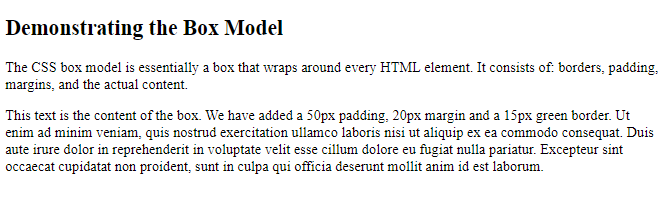 Demonstrating the Box Model
The CSS box model is essentially a box that wraps around every HTML element. It consists of: borders, padding,
margins, and the actual content.
This text is the content of the box. We have added a 50px padding, 20px margin and a 15px green border. Ut
enim ad minim veniam, quis nostrud exercitation ullamco laboris nisi ut aliquip ex ea commodo consequat. Duis
aute irure dolor in reprehenderit in voluptate velit esse cillum dolore eu fugiat nulla pariatur. Excepteur sint
occaecat cupidatat non proident, sunt in culpa qui officia deserunt mollit anim id est laborum.